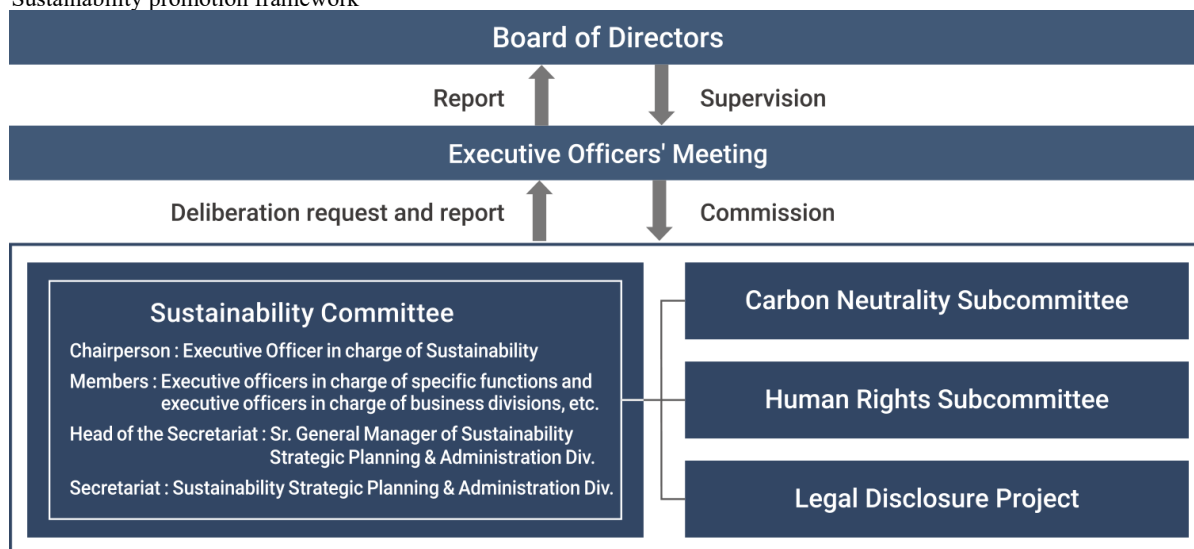 Sustainability promotion framework
Board of Directors
Report
Supervision
Executive Officers' Meeting
Deliberation request and report
Commission
Sustainability Committee
Chairperson : Executive Officer in charge of Sustainability
Members : Executive officers in charge of specific functions and
executive officers in charge of business divisions, etc.
Head of the Secretariat : Sr. General Manager of Sustainability
Strategic Planning & Administration Div.
Secretariat : Sustainability Strategic Planning & Administration Div.
Carbon Neutrality Subcommittee
Human Rights Subcommittee
Legal Disclosure Project